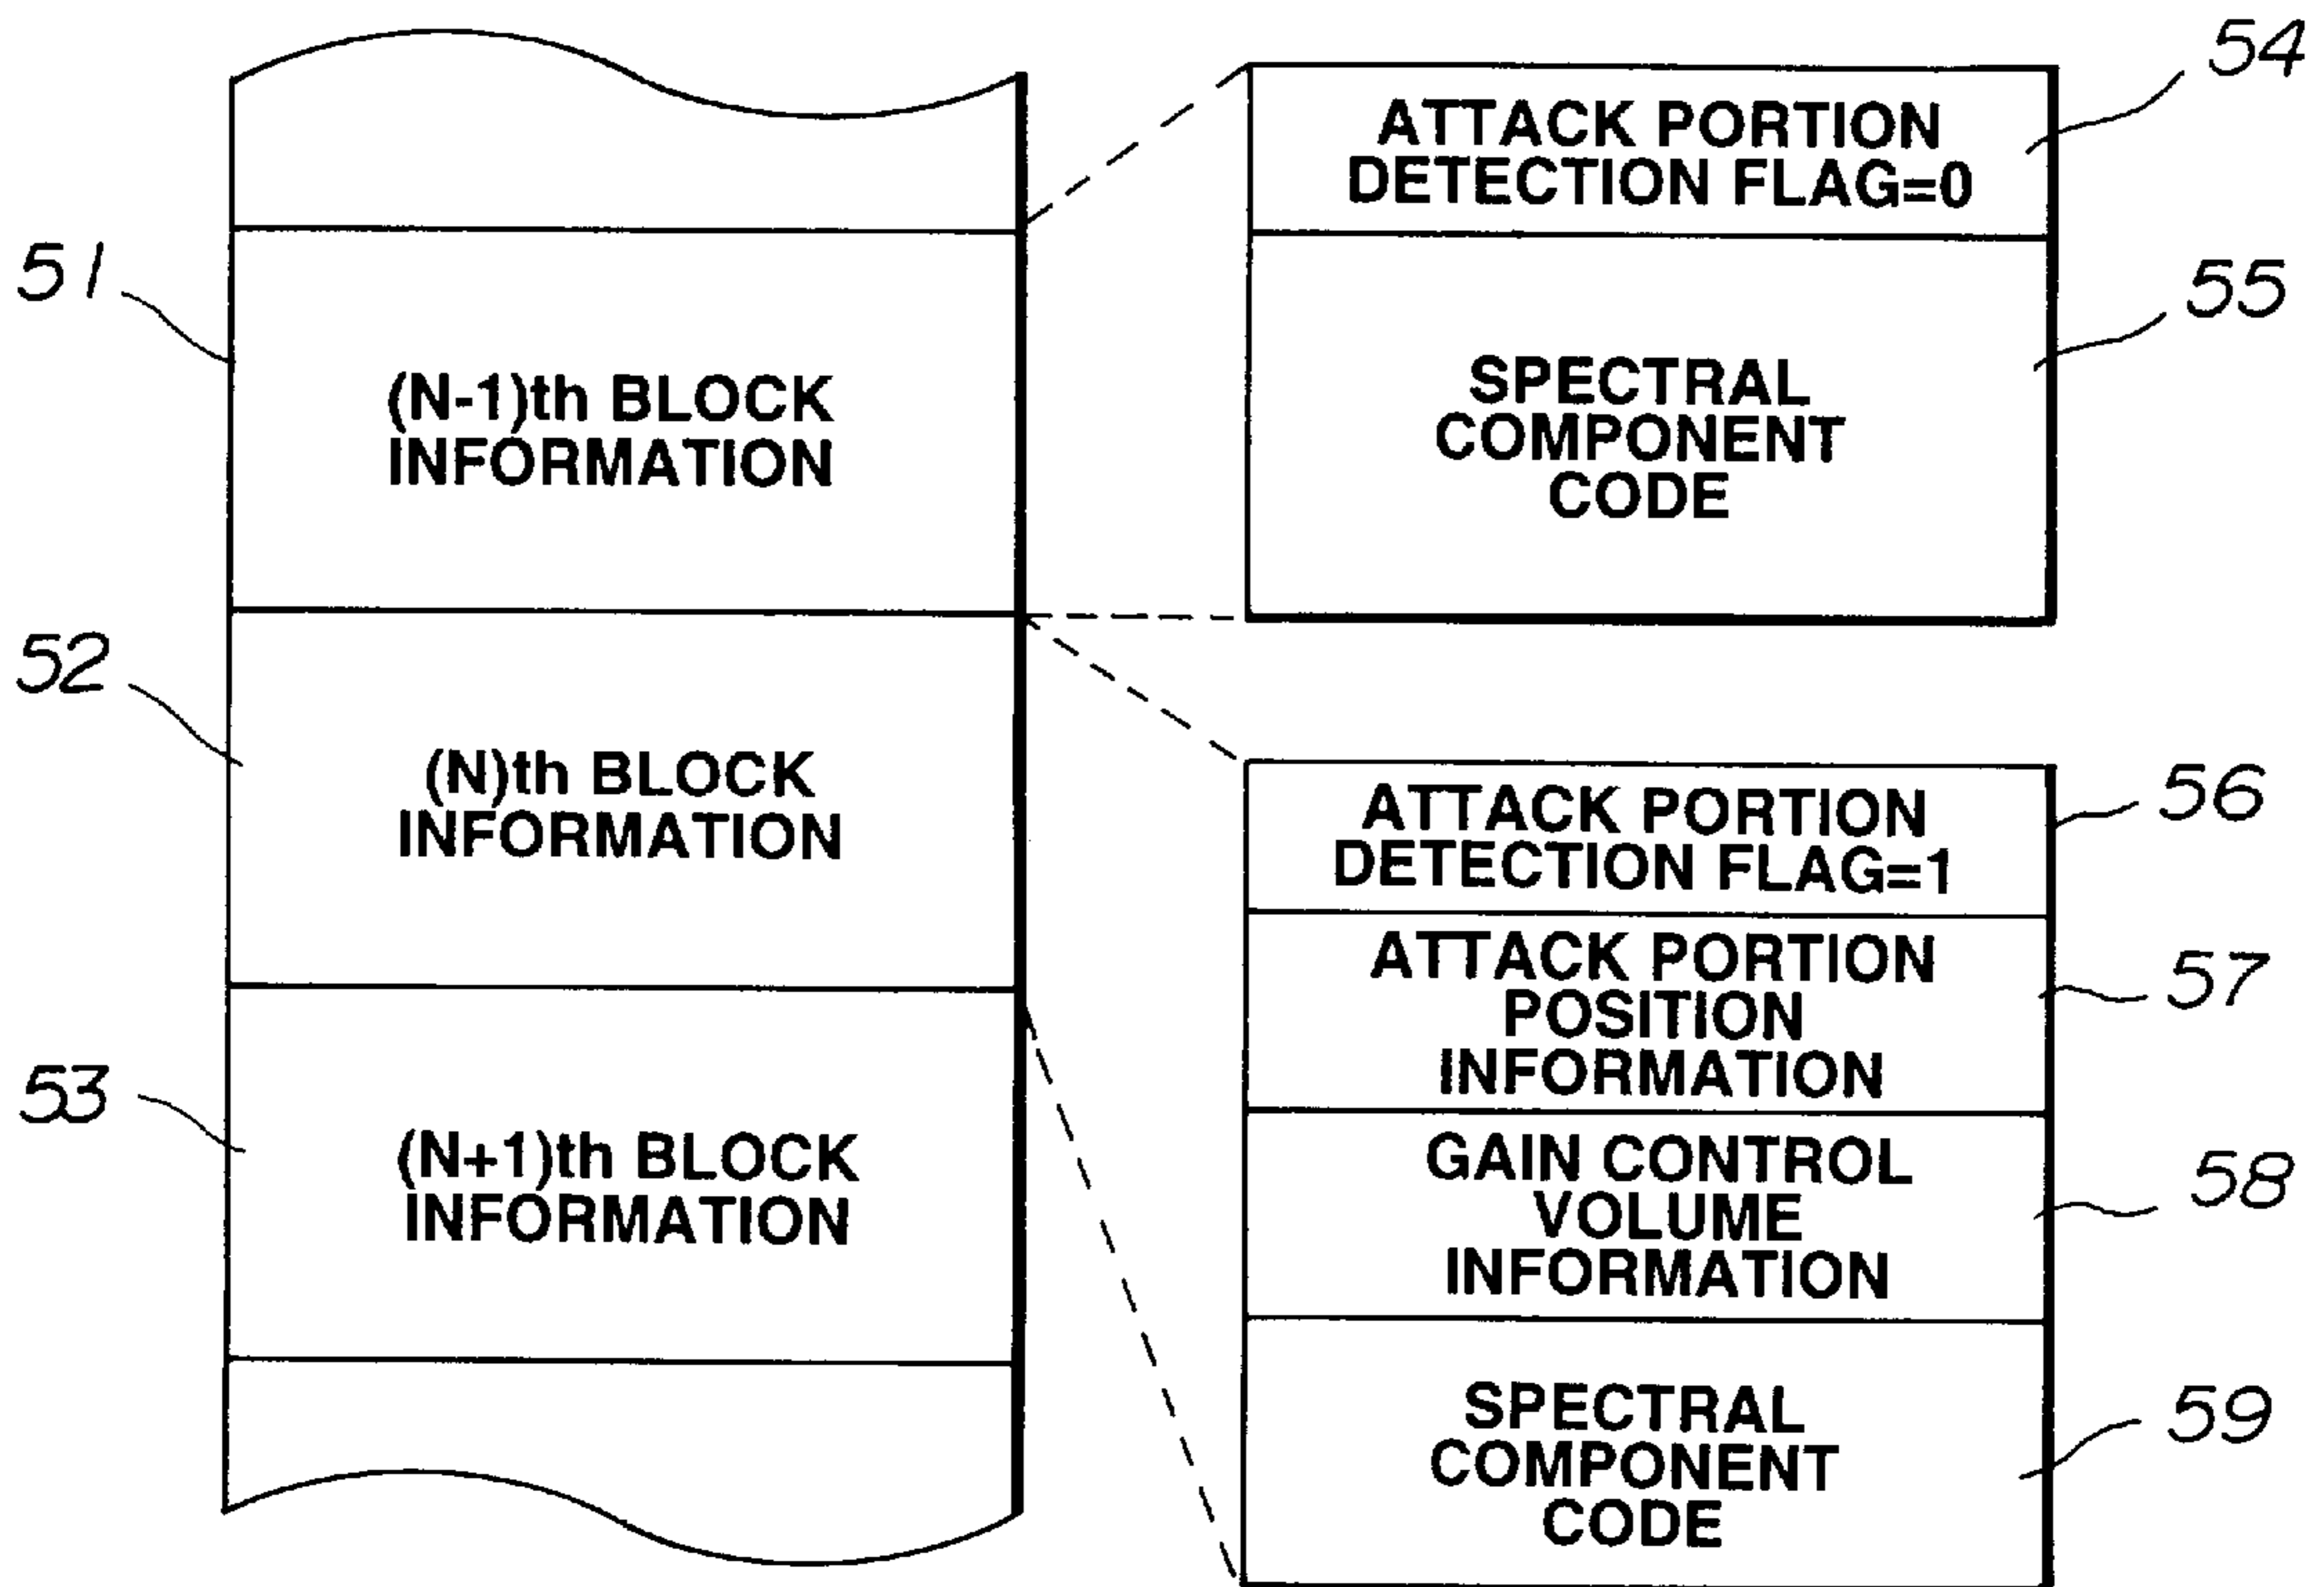 51
(N-1)th BLOCK
INFORMATION
52
(N)th BLOCK
INFORMATION
53
(N+1)th BLOCK
INFORMATION
54
ATTACK PORTION
DETECTION FLAG=0
55
SPECTRAL
COMPONENT
CODE
56
ATTACK PORTION
DETECTION FLAG=1
57
ATTACK PORTION
POSITION
INFORMATION
58
GAIN CONTROL
VOLUME
INFORMATION
59
SPECTRAL
COMPONENT
CODE